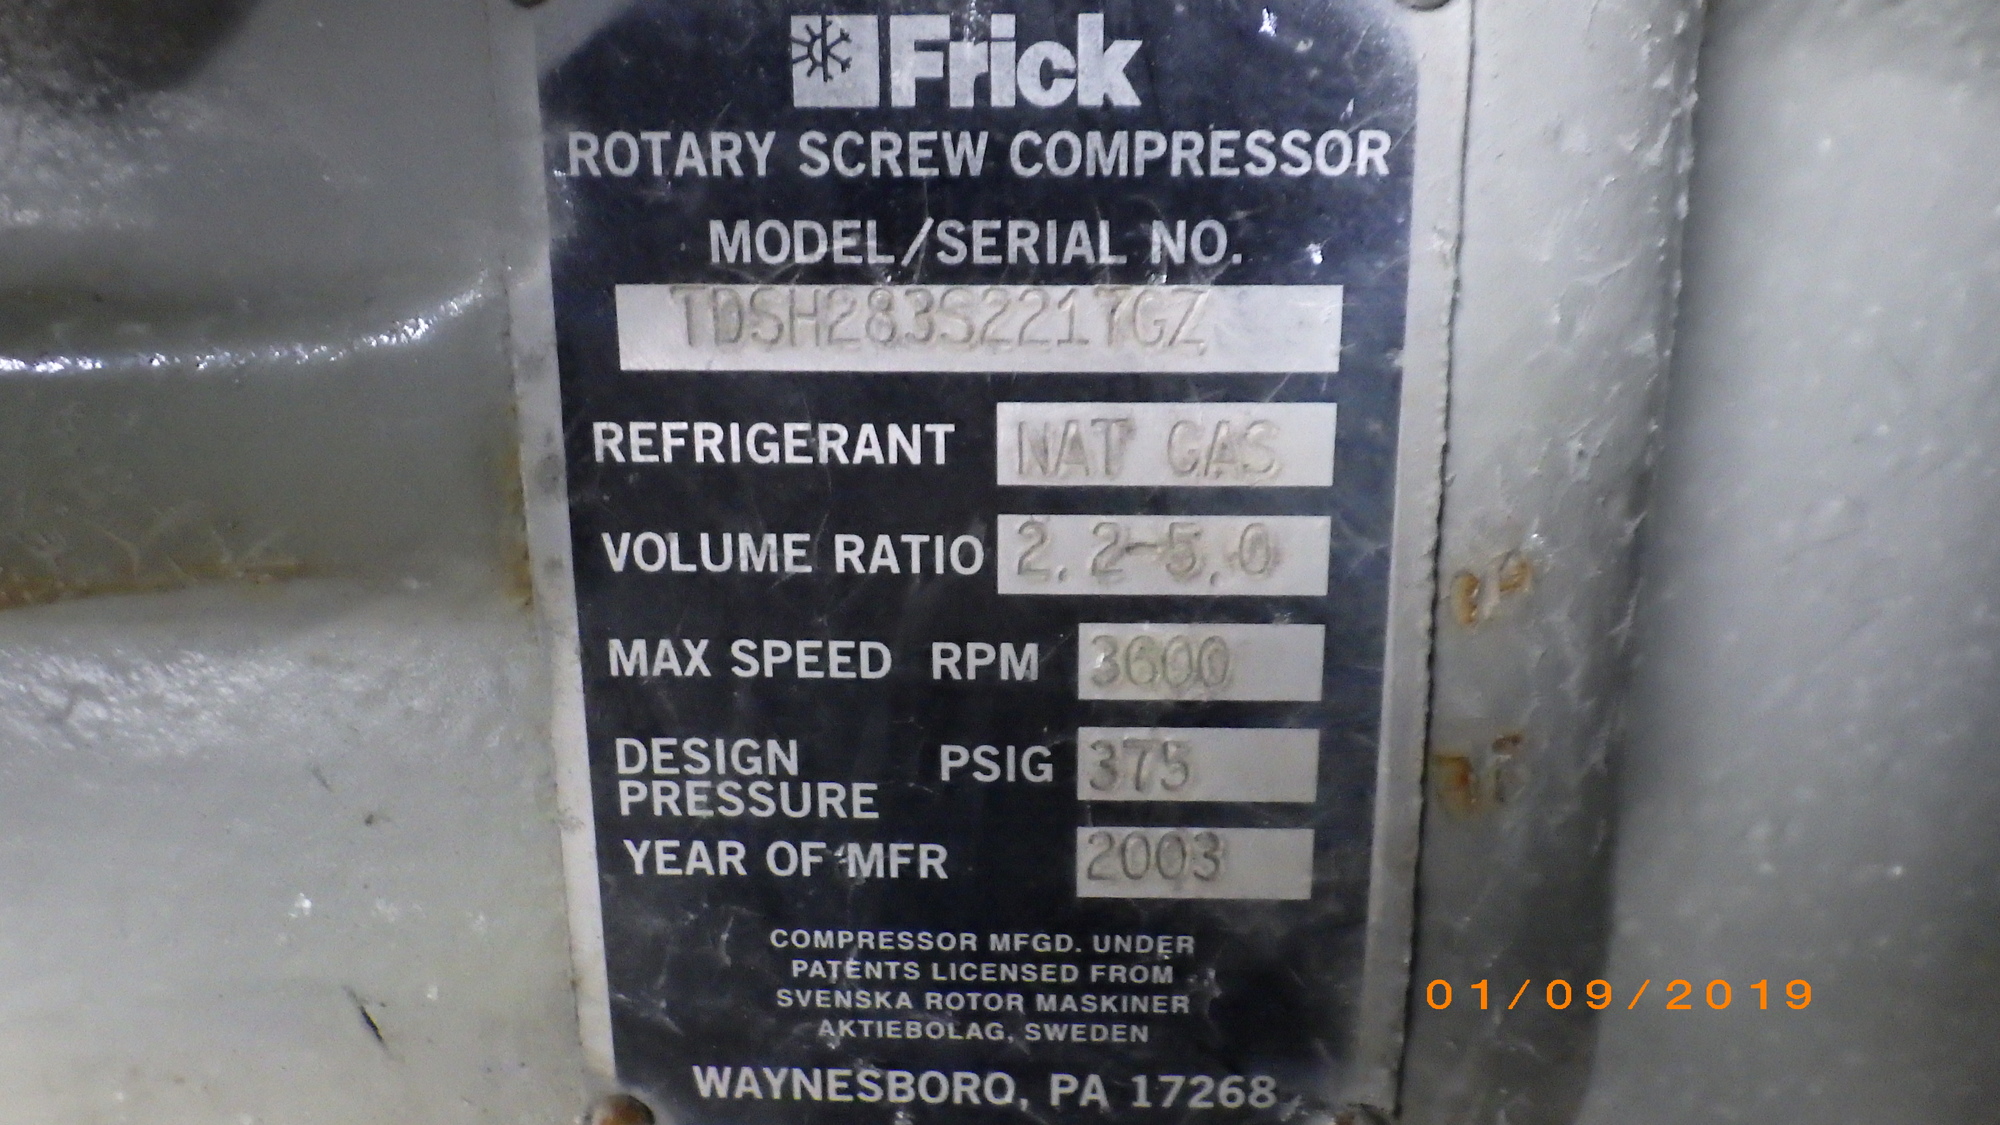 Frick
ROTARY SCREW COMPRESSOR
MODEL/SERIAL NO.
TDSH283S2217GZ
REFRIGERANT NAT GAS
VOLUME RATIO 2.2-5.0
MAX SPEED RPM 3600
DESIGN PRESSURE PSIG 375
YEAR OF MFR 2003
COMPRESSOR MFGD. UNDER
PATENTS LICENSED FROM
SVENSKA ROTOR MASKINER
AKTIEBOLAG, SWEDEN
WAYNESBORO, PA 17268
01/09/2019